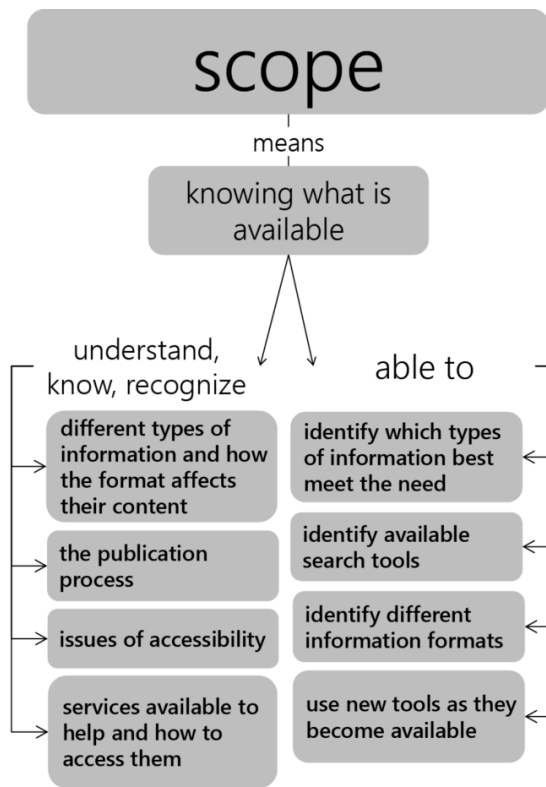 scope
means
knowing what is
available
understand,
know, recognize
different types of
information and how
the format affects
their content
the publication
process
issues of accessibility
services available to
help and how to
access them
able to
identify which types
of information best
meet the need
identify available
search tools
identify different
information formats
use new tools as they
become available